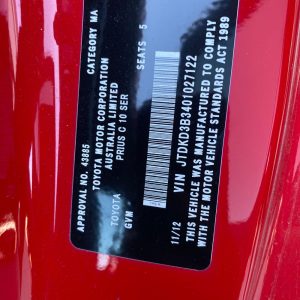 APPROVAL NO. 43885 CATEGORY MA
TOYOTA MOTOR CORPORATION
AUSTRALIA LIMITED
PRIUS C 10 SER
TOYOTA SEATS 5
GVM
11/12 VIN JTDKD3B3401027122
THIS VEHICLE WAS MANUFACTURED TO COMPLY
WITH THE MOTOR VEHICLE STANDARDS ACT 1989